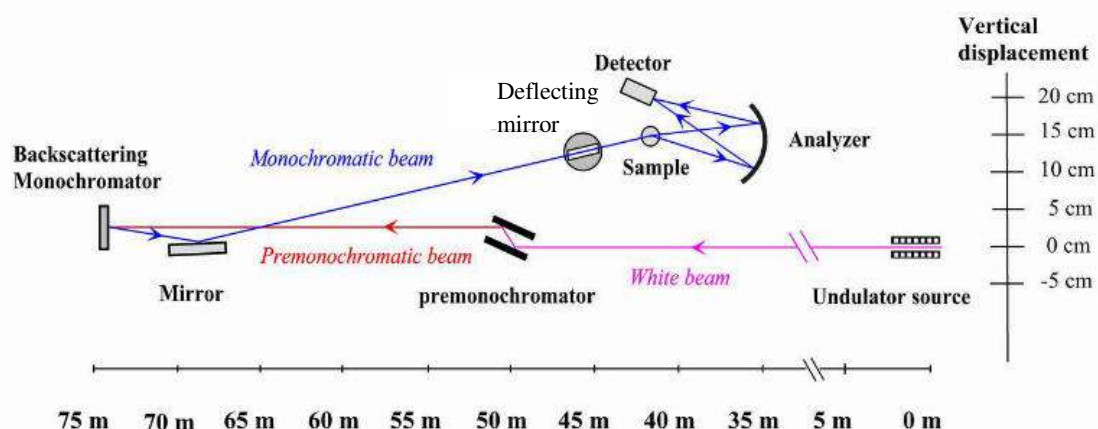 Vertical
displacement
20 cm
15 cm
10 cm
5 cm
0 cm
-5 cm
Detector
Deflecting
mirror
Analyzer
Sample
Backscattering
Monochromator
Monochromatic beam
Premonochromatic beam
White beam
Mirror
premonochromator
Undulator source
75 m 70 m 65 m 60 m 55 m 50 m 45 m 40 m 35 m 5 m 0 m